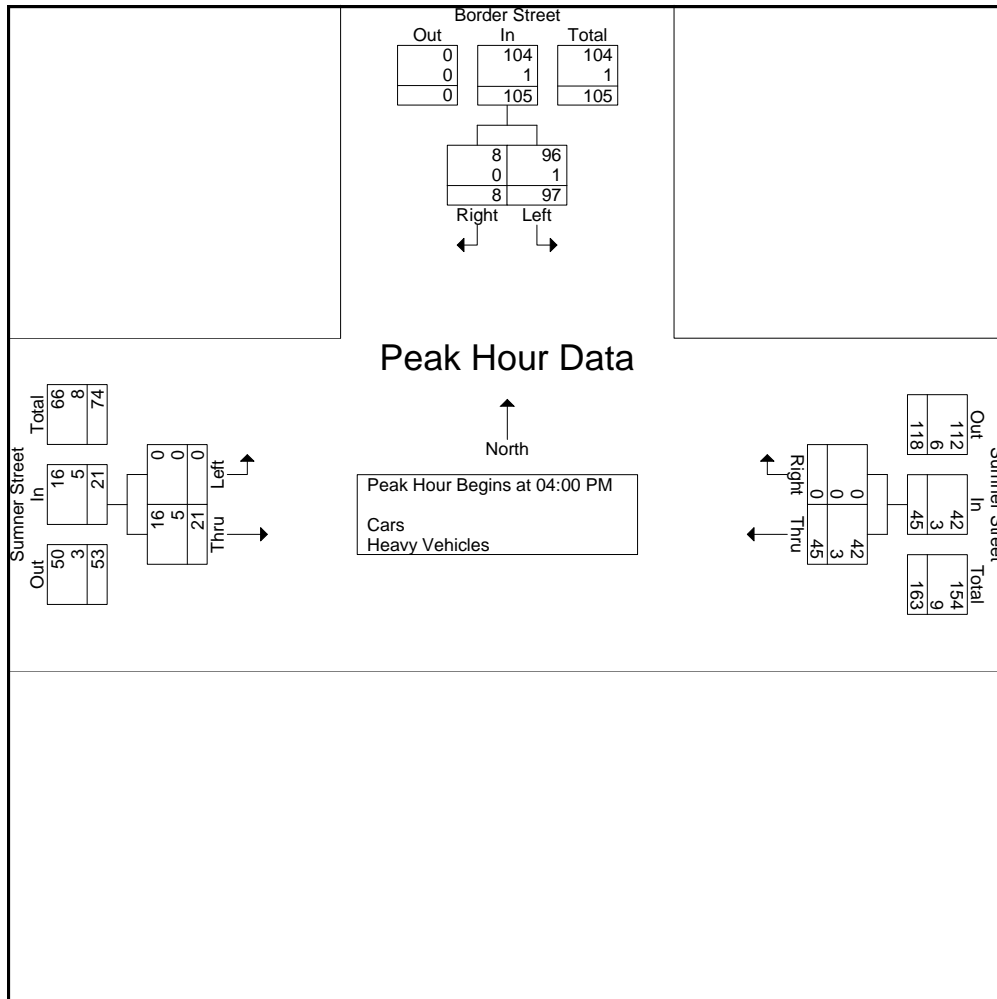 Border Street
Out In Total
0 104 104
0 1 1
0 105 105
8 96
0 1
8 97
Right Left
Peak Hour Data
North
Peak Hour Begins at 04:00 PM
Cars
Heavy Vehicles
Sumner Street
Out In Total
50 16 66
3 5 8
53 21 74
Thru Left
16 0
5 0
21 0
Sumner Street
Out In Total
112 42 154
6 3 9
118 45 163
Right Thru
0 42
0 3
0 45